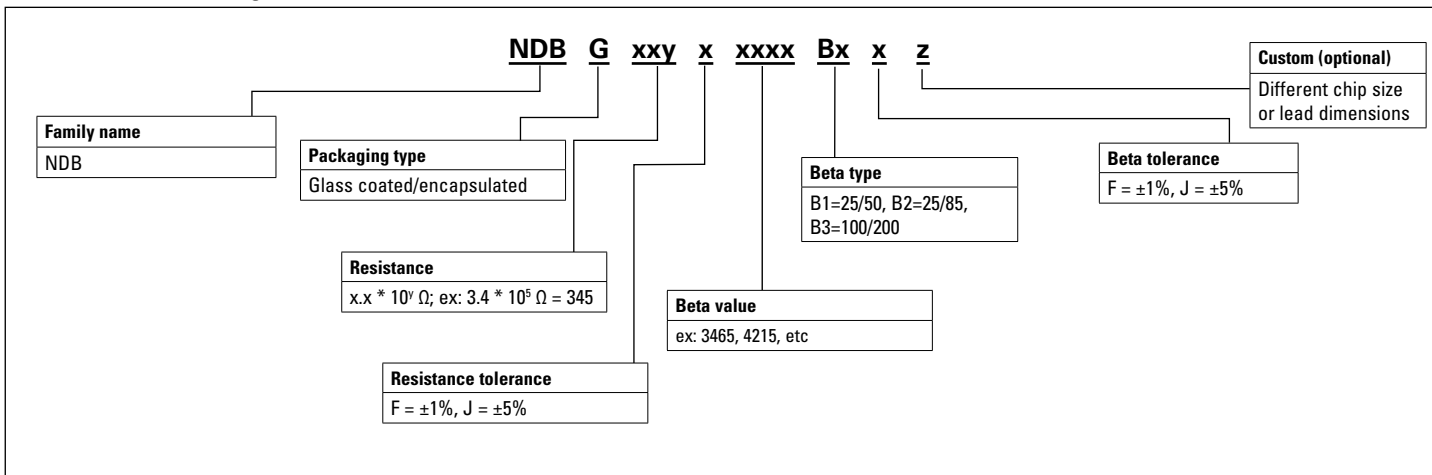 NDB G xxy x xxxx Bx x z
Custom (optional)
Different chip size
or lead dimensions
Family name
NDB
Packaging type
Glass coated/encapsulated
Beta type
B1=25/50, B2=25/85,
B3=100/200
Beta tolerance
F = ±1%, J = ±5%
Resistance
x.x * 10ʸ Ω; ex: 3.4 * 10⁵ Ω = 345
Beta value
ex: 3465, 4215, etc
Resistance tolerance
F = ±1%, J = ±5%